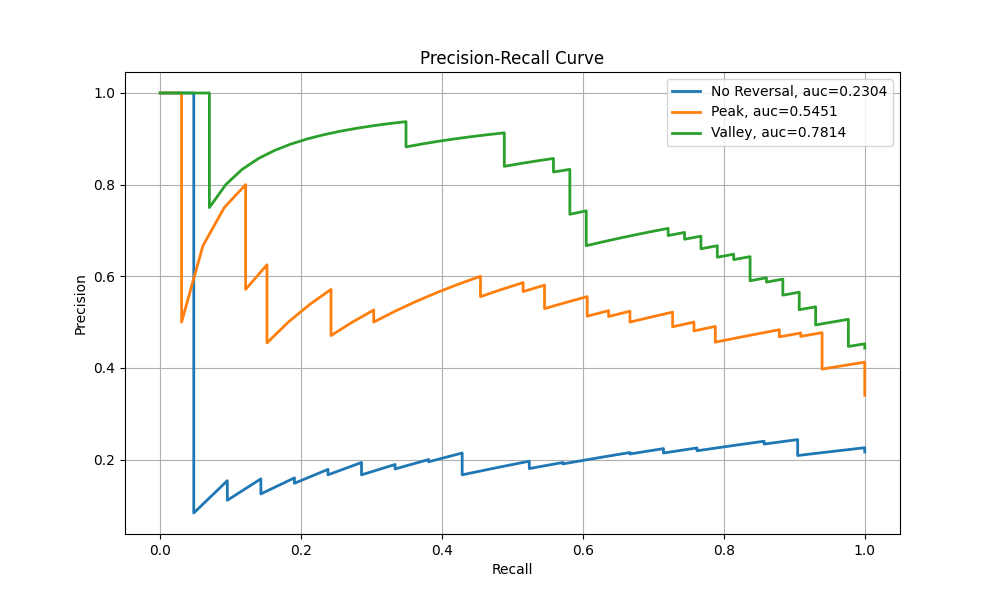 Precision-Recall Curve
No Reversal, auc=0.2304
Peak, auc=0.5451
Valley, auc=0.7814
1.0
0.8
0.6
0.4
0.2
Precision
0.0 0.2 0.4 0.6 0.8 1.0
Recall